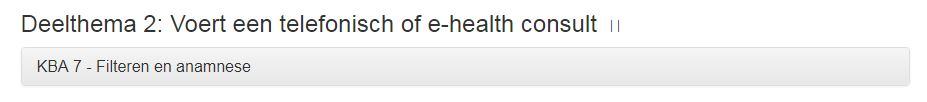 Deelthema 2: Voert een telefonisch of e-health consult
KBA 7 - Filteren en anamnese